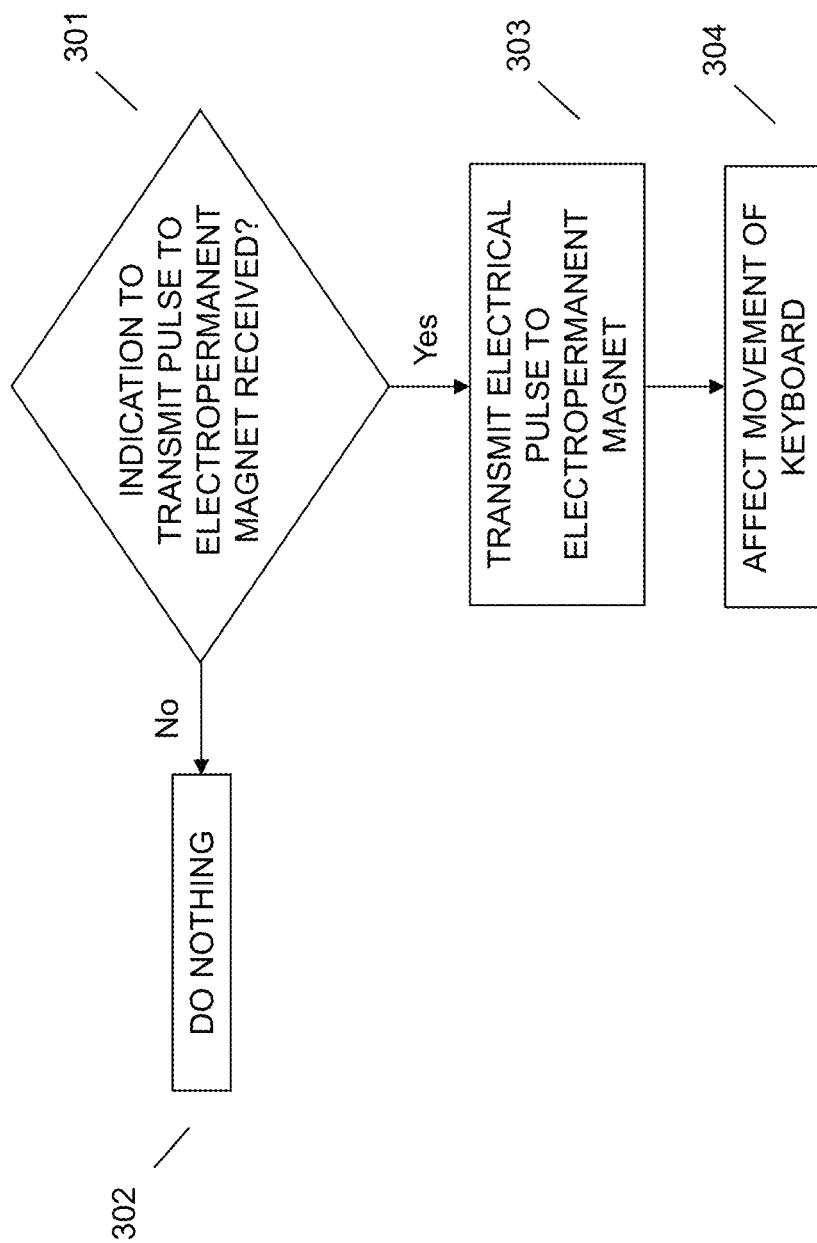 301
INDICATION TO
TRANSMIT PULSE TO
ELECTROPERMANENT
MAGNET RECEIVED?
No
302
DO NOTHING
Yes
303
TRANSMIT ELECTRICAL
PULSE TO
ELECTROPERMANENT
MAGNET
304
AFFECT MOVEMENT OF
KEYBOARD